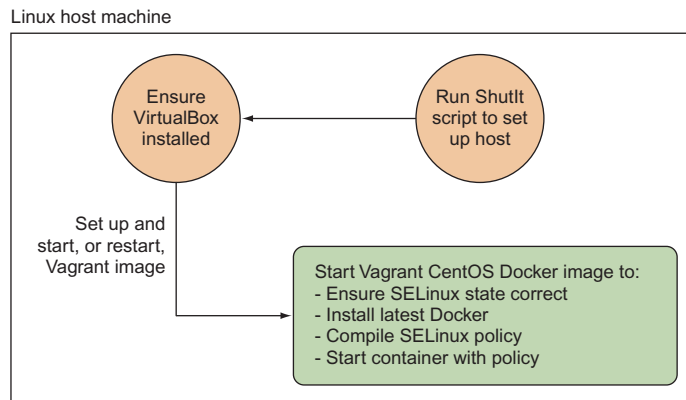 Linux host machine
Ensure
VirtualBox
installed
Run ShutIt
script to set
up host
Set up and
start, or restart,
Vagrant image
Start Vagrant CentOS Docker image to:
- Ensure SELinux state correct
- Install latest Docker
- Compile SELinux policy
- Start container with policy